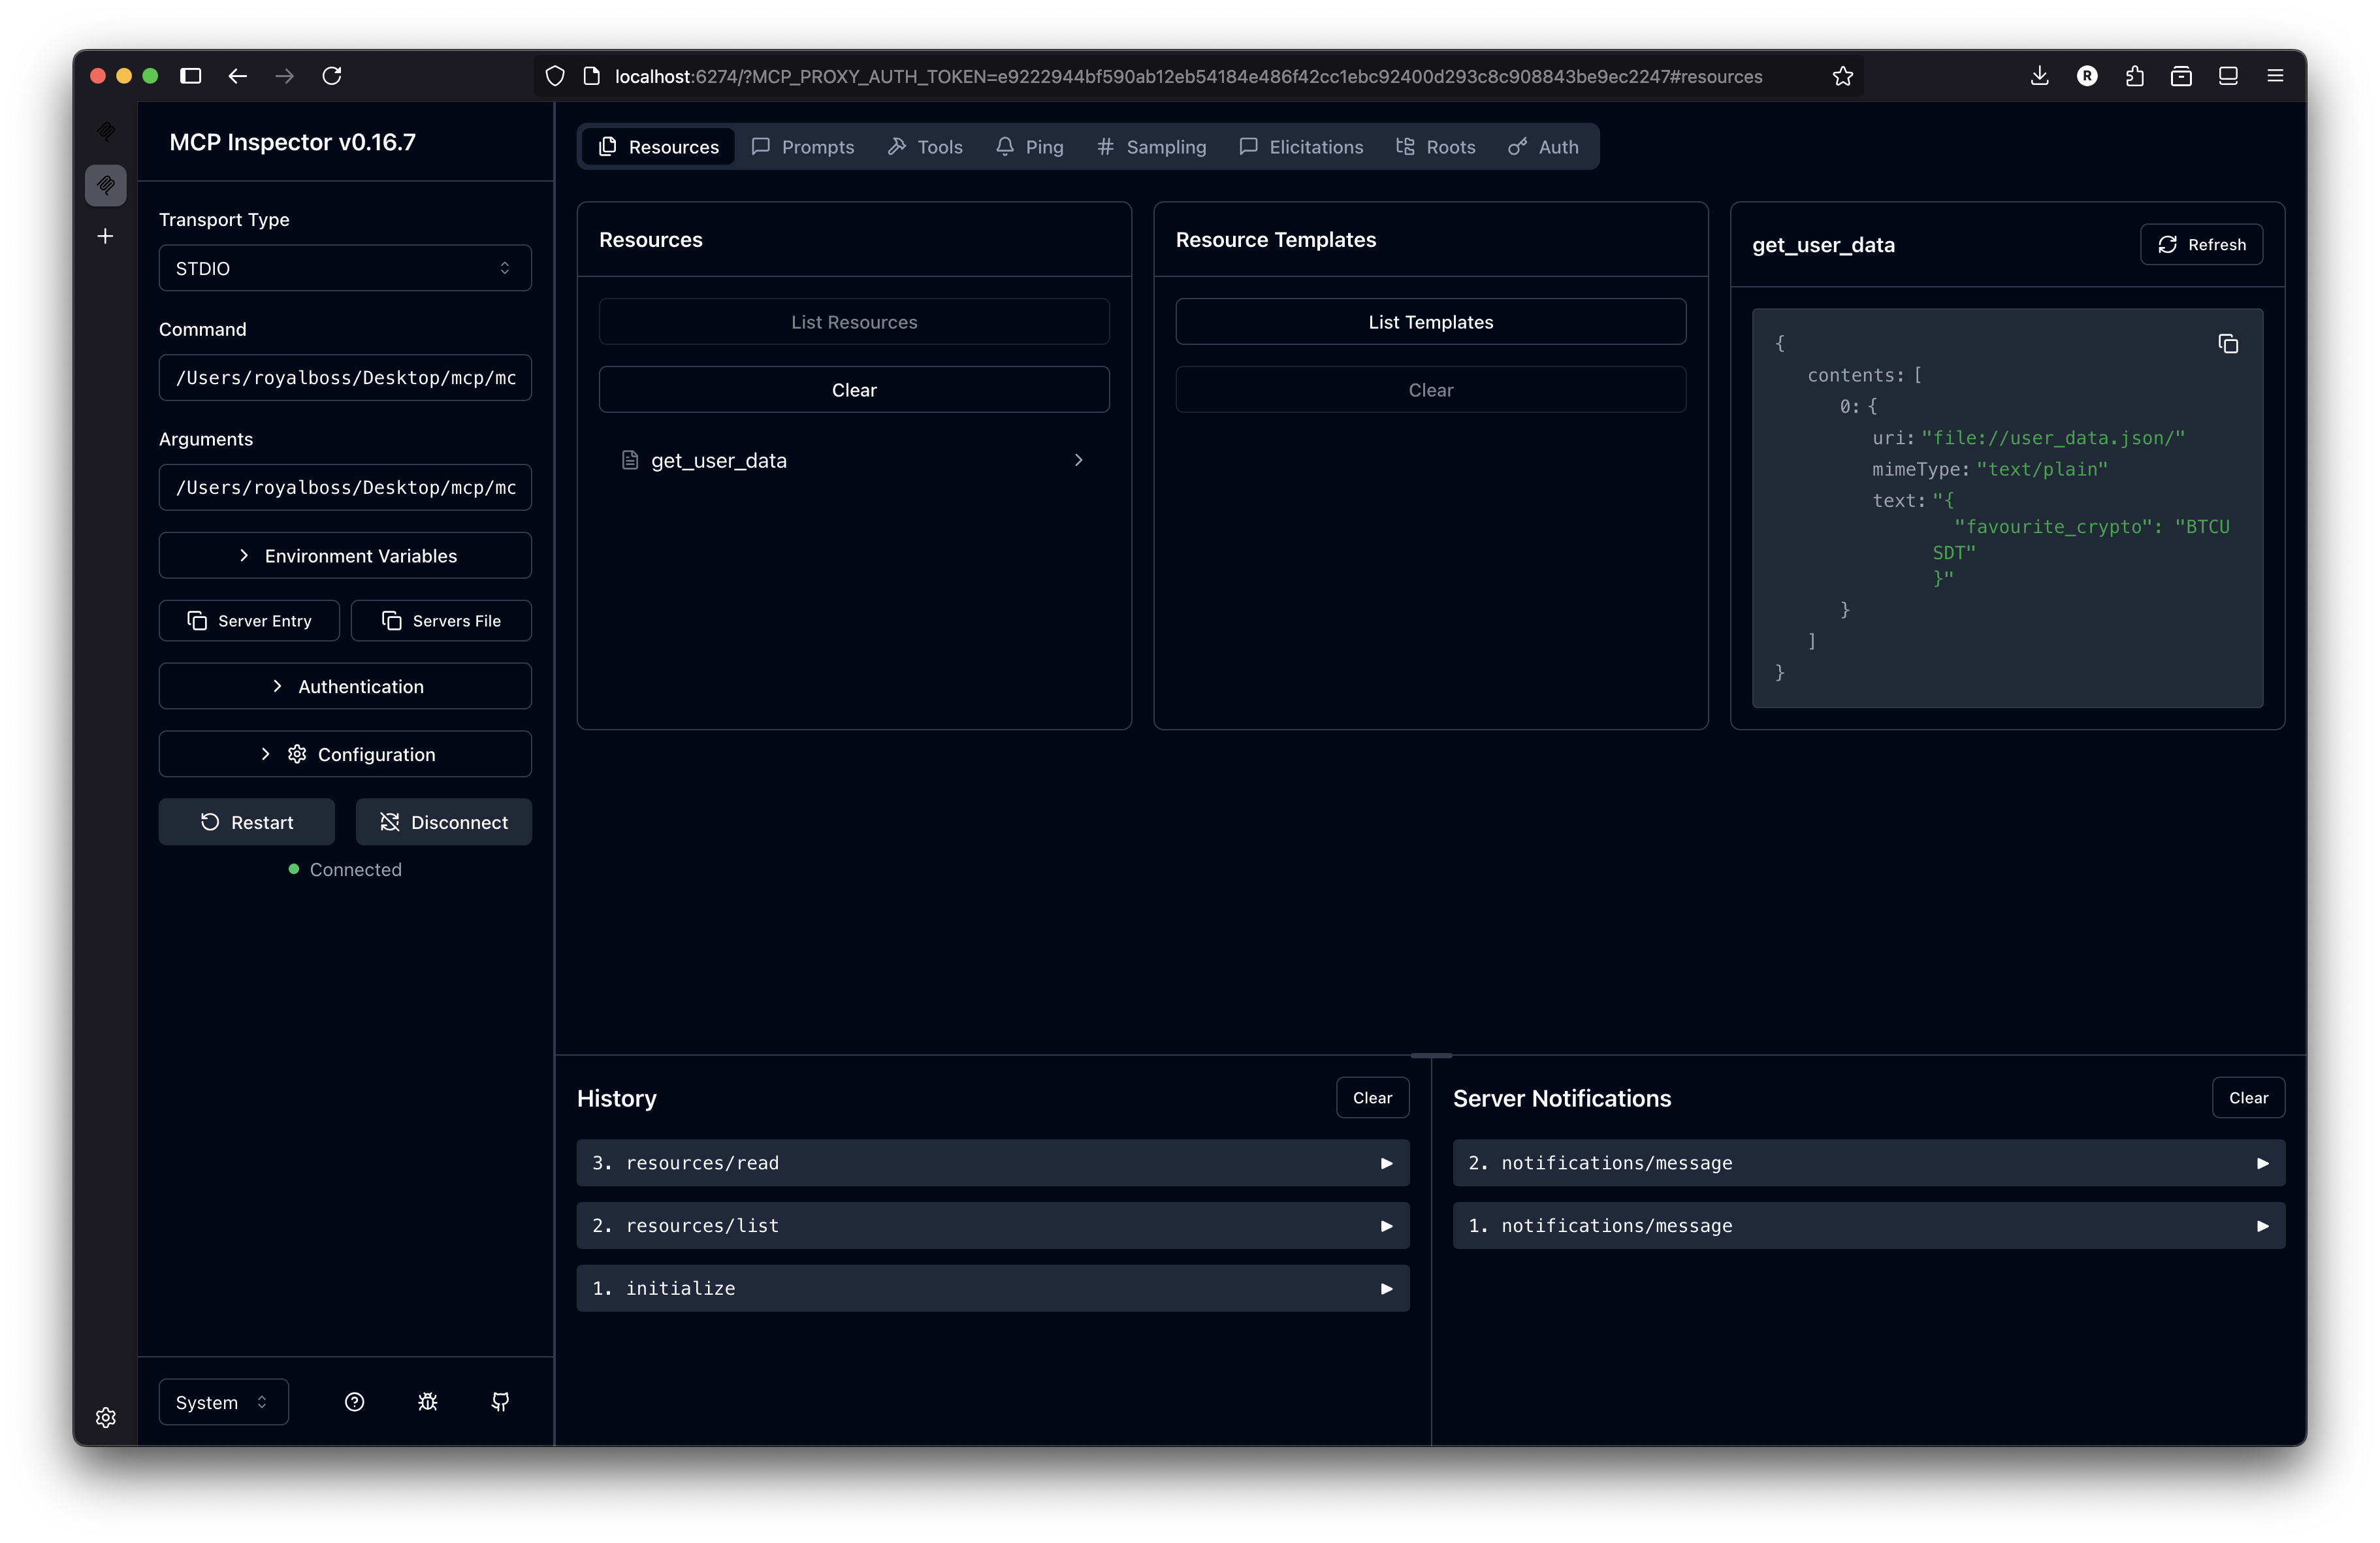 localhost:6274/?MCP_PROXY_AUTH_TOKEN=e9222944bf590ab12eb54184e486f42cc1ebc92400d293c8c908843be9ec2247#resources
R
MCP Inspector v0.16.7
Transport Type
STDIO
Command
/Users/royalboss/Desktop/mcp/mc
Arguments
/Users/royalboss/Desktop/mcp/mc
Environment Variables
Server Entry
Servers File
Authentication
Configuration
Restart
Disconnect
Connected
System
Resources
Prompts
Tools
Ping
Sampling
Elicitations
Roots
Auth
Resources
List Resources
Clear
get_user_data
Resource Templates
List Templates
Clear
get_user_data
Refresh
{
contents: [
0: {
uri: "file://user_data.json/"
mimeType: "text/plain"
text: "{
"favourite_crypto": "BTCU
SDT"
}"
}
]
}
History
Clear
3. resources/read
2. resources/list
1. initialize
Server Notifications
Clear
2. notifications/message
1. notifications/message